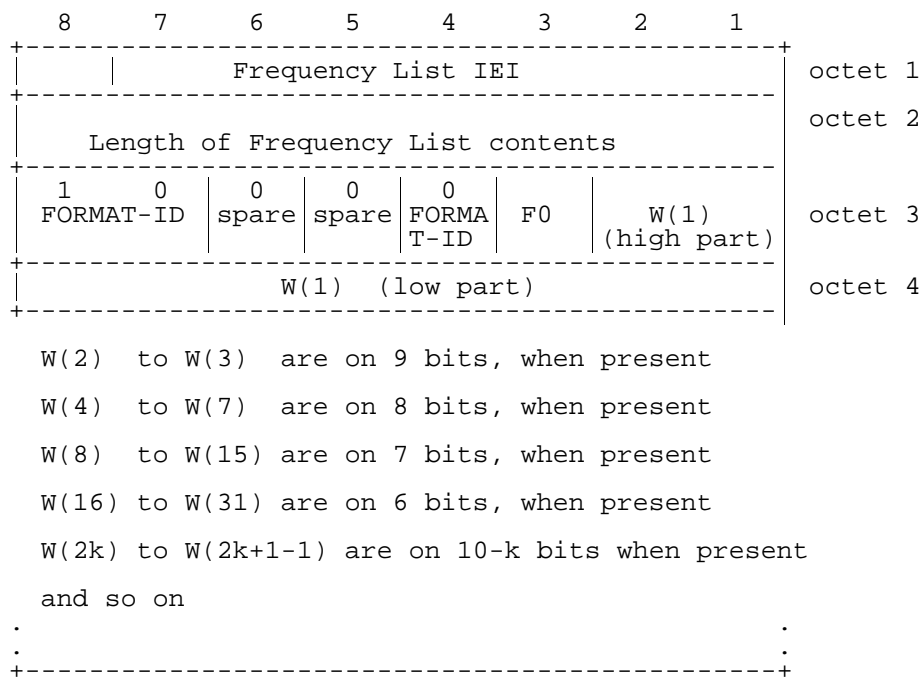 8 7 6 5 4 3 2 1
Frequency List IEI octet 1
octet 2
Length of Frequency List contents
1 0 0 0 0
FORMAT-ID spare spare FORMA F0 W(1) octet 3
T-ID (high part)
W(1) (low part) octet 4
W(2) to W(3) are on 9 bits, when present
W(4) to W(7) are on 8 bits, when present
W(8) to W(15) are on 7 bits, when present
W(16) to W(31) are on 6 bits, when present
W(2k) to W(2k+1-1) are on 10-k bits when present
and so on
. .
. .